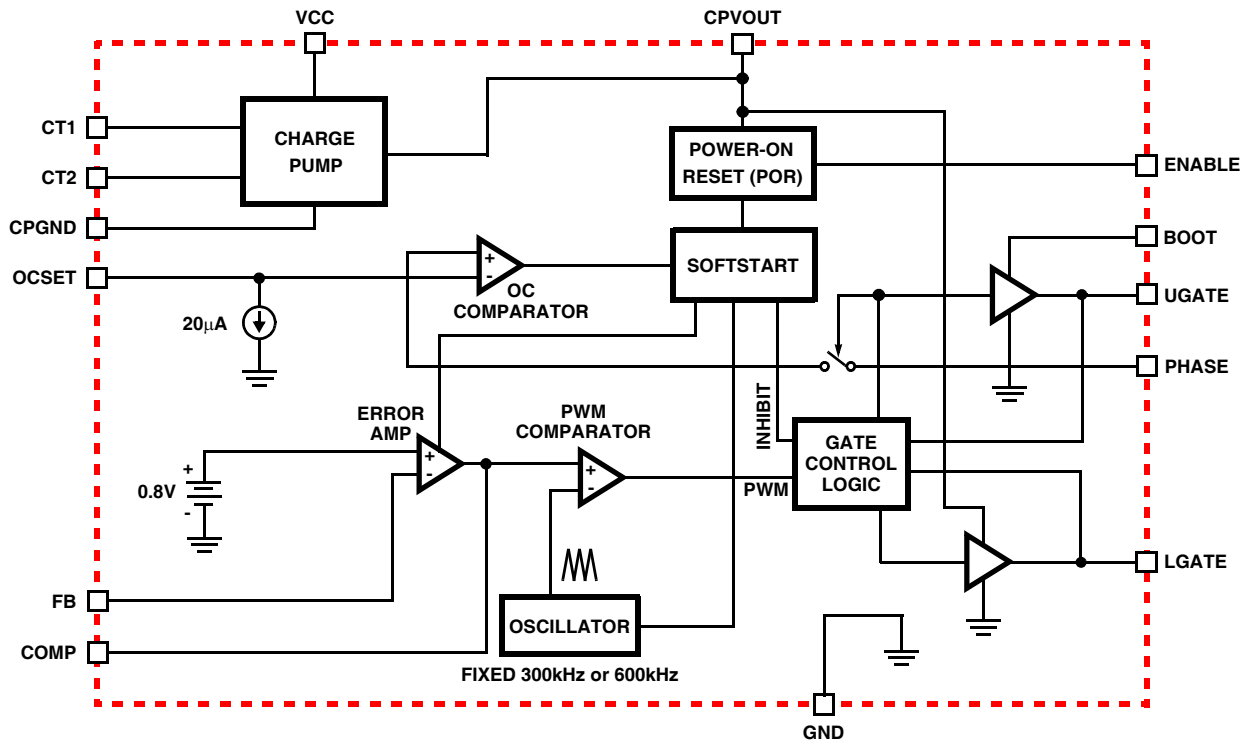 VCC
CPVOUT
CT1
CHARGE
PUMP
POWER-ON
RESET (POR)
ENABLE
CT2
CPGND
BOOT
OCSET
+
-
SOFTSTART
OC
COMPARATOR
UGATE
20µA
PHASE
ERROR
AMP
PWM
COMPARATOR
INHIBIT
GATE
CONTROL
LOGIC
+
-
+
-
+
0.8V
-
PWM
LGATE
FB
OSCILLATOR
COMP
FIXED 300kHz or 600kHz
GND